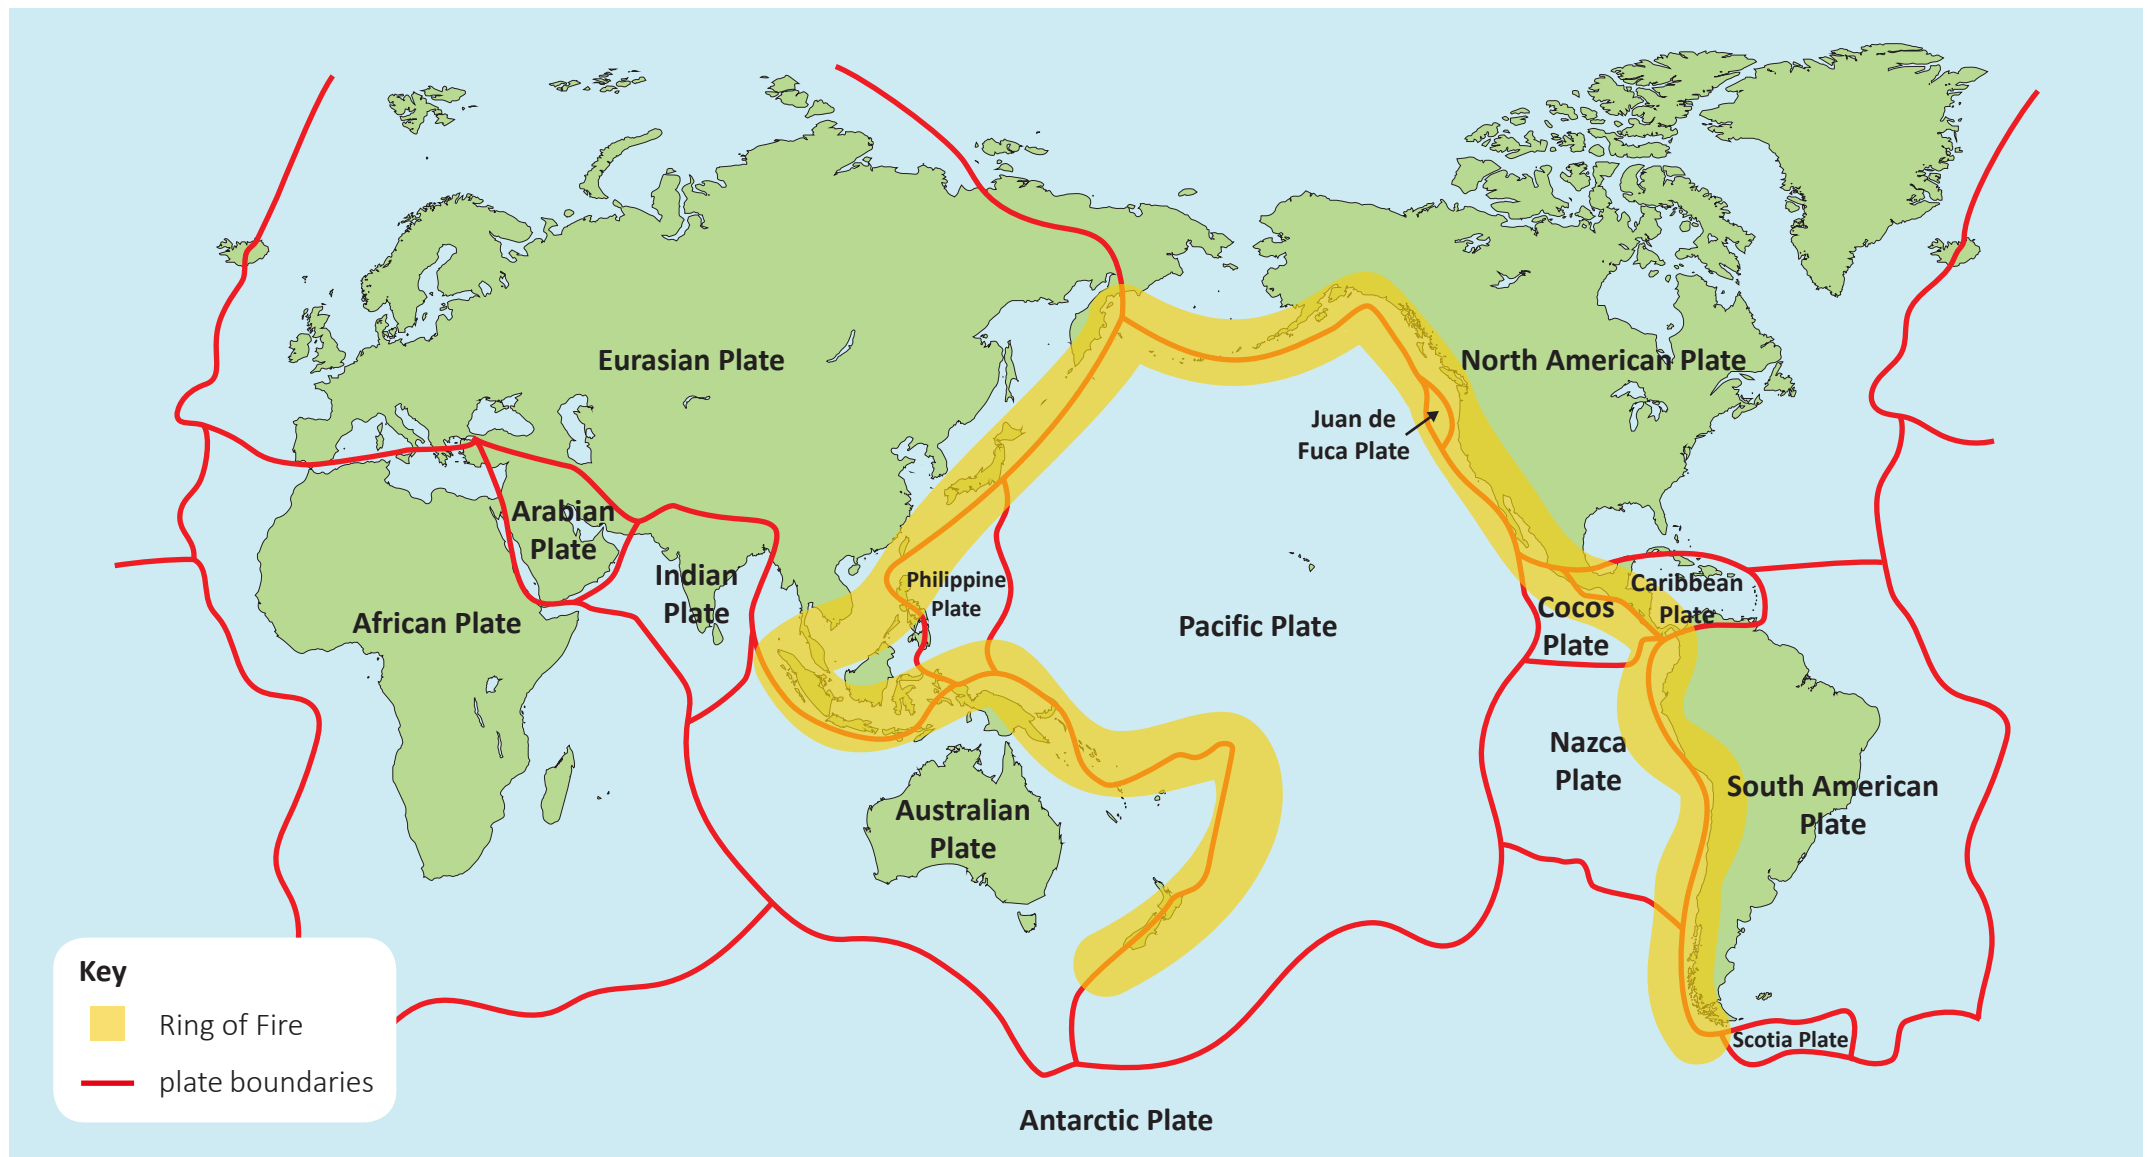 Eurasian Plate
North American Plate
Juan de
Fuca Plate
Arabian
Plate
Indian
Plate
Philippine
Plate
African Plate
Pacific Plate
Caribbean
Plate
Cocos
Plate
Nazca
Plate
South American
Plate
Australian
Plate
Scotia Plate
Antarctic Plate
Key
Ring of Fire
plate boundaries